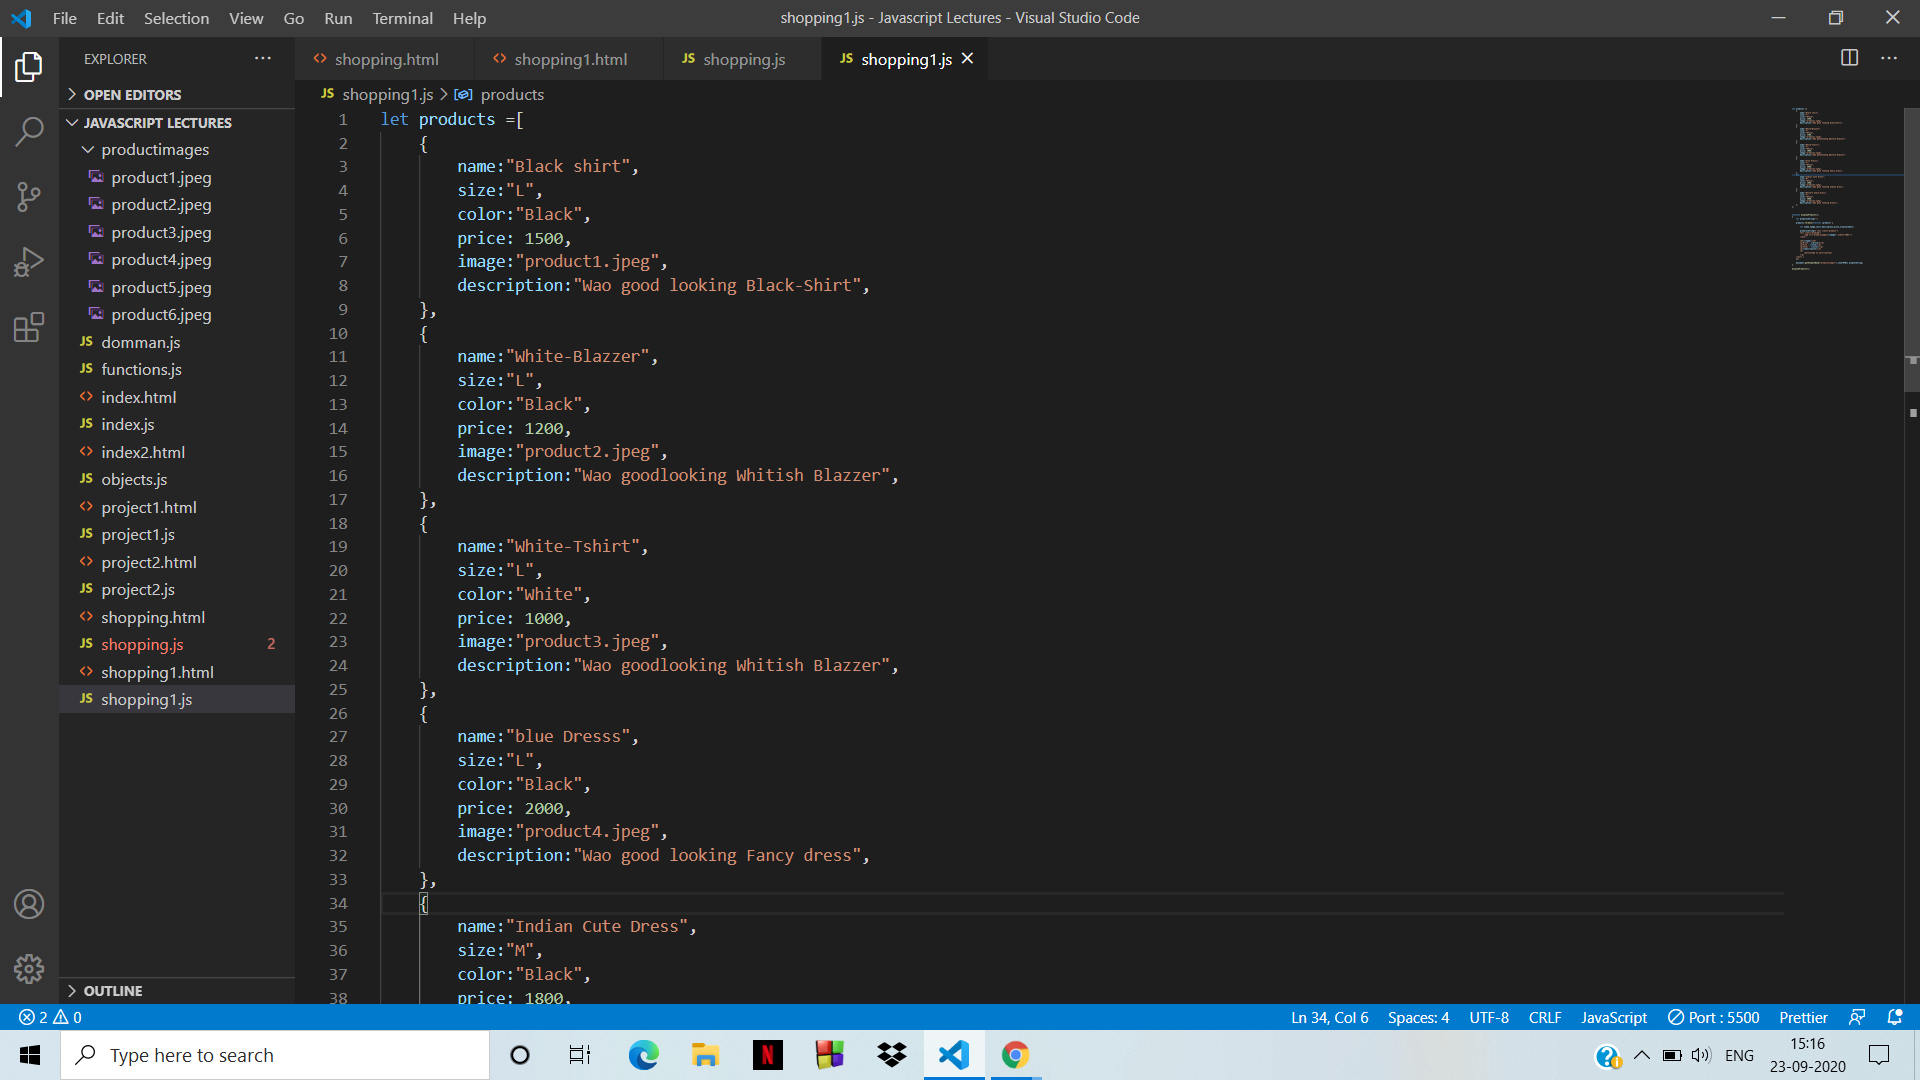 File Edit Selection View Go Run Terminal Help
shopping1.js - Javascript Lectures - Visual Studio Code
EXPLORER
shopping.html
shopping1.html
JS shopping.js
JS shopping1.js
OPEN EDITORS
JAVASCRIPT LECTURES
productimages
product1.jpeg
product2.jpeg
product3.jpeg
product4.jpeg
product5.jpeg
product6.jpeg
JS domman.js
JS functions.js
index.html
JS index.js
index2.html
JS objects.js
project1.html
JS project1.js
project2.html
JS project2.js
shopping.html
JS shopping.js 2
shopping1.html
JS shopping1.js
OUTLINE
JS shopping1.js > products
1 let products =[
2 {
3 name:"Black shirt",
4 size:"L",
5 color:"Black",
6 price: 1500,
7 image:"product1.jpeg",
8 description:"Wao good looking Black-Shirt",
9 },
10 {
11 name:"White-Blazzer",
12 size:"L",
13 color:"Black",
14 price: 1200,
15 image:"product2.jpeg",
16 description:"Wao goodlooking Whitish Blazzer",
17 },
18 {
19 name:"White-Tshirt",
20 size:"L",
21 color:"White",
22 price: 1000,
23 image:"product3.jpeg",
24 description:"Wao goodlooking Whitish Blazzer",
25 },
26 {
27 name:"blue Dresss",
28 size:"L",
29 color:"Black",
30 price: 2000,
31 image:"product4.jpeg",
32 description:"Wao good looking Fancy dress",
33 },
34 {
35 name:"Indian Cute Dress",
36 size:"M",
37 color:"Black",
38 price: 1800,
2 0
Ln 34, Col 6 Spaces: 4 UTF-8 CRLF JavaScript Port : 5500 Prettier
Type here to search
ENG
15:16
23-09-2020